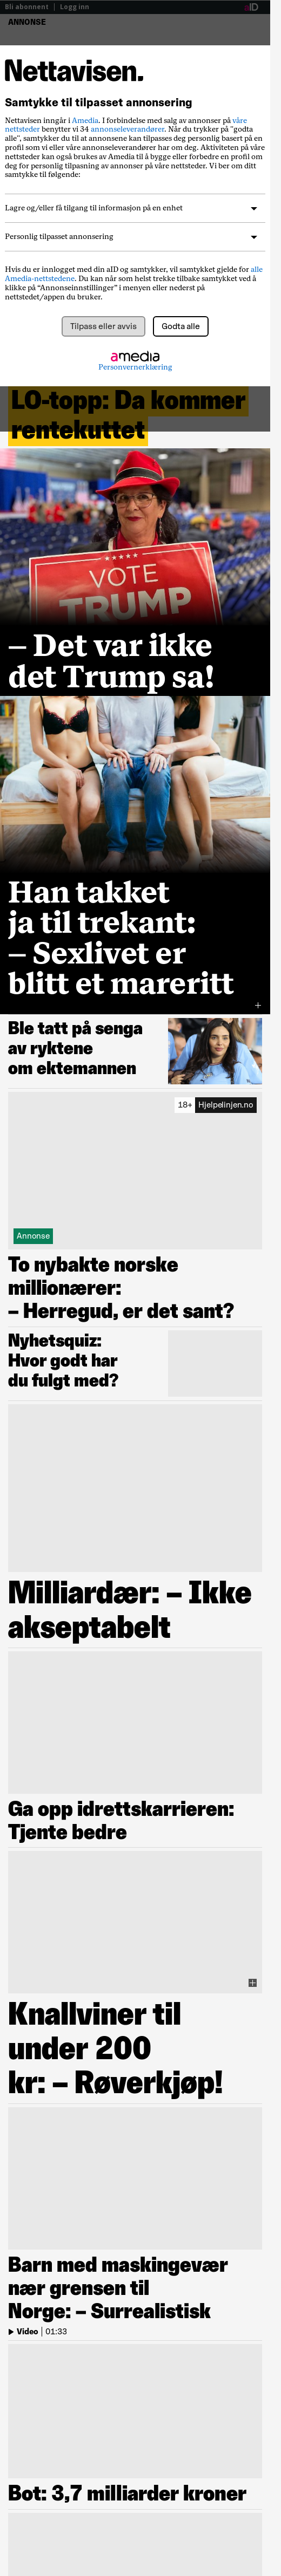 Bli abonnent | Logg inn
aID
ANNONSE
Nettavisen.
Samtykke til tilpasset annonsering
Nettavisen inngår i Amedia. I forbindelse med salg av annonser på våre
nettsteder benytter vi 34 annonseleverandører. Når du trykker på "godta
alle", samtykker du til at annonsene kan tilpasses deg personlig basert på en
profil som vi eller våre annonseleverandører har om deg. Aktiviteten på våre
nettsteder kan også brukes av Amedia til å bygge eller forbedre en profil om
deg for personlig tilpasning av annonser på våre nettsteder. Vi ber om ditt
samtykke til følgende:
Lagre og/eller få tilgang til informasjon på en enhet
Personlig tilpasset annonsering
Hvis du er innlogget med din aID og samtykker, vil samtykket gjelde for alle
Amedia-nettstedene. Du kan når som helst trekke tilbake samtykket ved å
klikke på “Annonseinnstillinger” i menyen eller nederst på
nettstedet/appen du bruker.
Tilpass eller avvis
Godta alle
amedia
Personvernerklæring
LO-topp: Da kommer
rentekuttet
VOTE
TRUMP
– Det var ikke
det Trump sa!
Han takket
ja til trekant:
– Sexlivet er
blitt et mareritt
Ble tatt på senga
av ryktene
om ektemannen
18+ Hjelpelinjen.no
Annonse
To nybakte norske
millionærer:
– Herregud, er det sant?
Nyhetsquiz:
Hvor godt har
du fulgt med?
Milliardær: – Ikke
akseptabelt
Ga opp idrettskarrieren:
Tjente bedre
Knallviner til
under 200
kr: – Røverkjøp!
Barn med maskingevær
nær grensen til
Norge: – Surrealistisk
Video | 01:33
Bot: 3,7 milliarder kroner